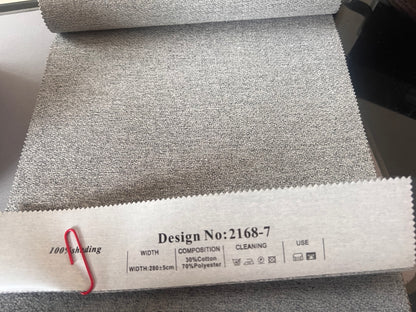 Design No:2168-7
100% shading
WIDTH COMPOSITION CLEANING USE
WIDTH:280±5cm 30%Cotton
70%Polyester